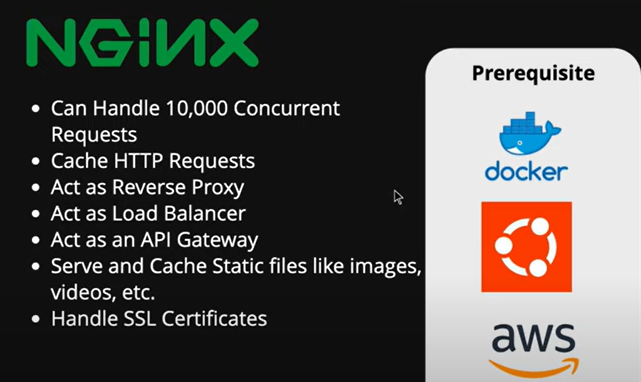 NGINX
• Can Handle 10,000 Concurrent
Requests
• Cache HTTP Requests
• Act as Reverse Proxy
• Act as Load Balancer
• Act as an API Gateway
• Serve and Cache Static files like images,
videos, etc.
• Handle SSL Certificates
Prerequisite
docker
aws